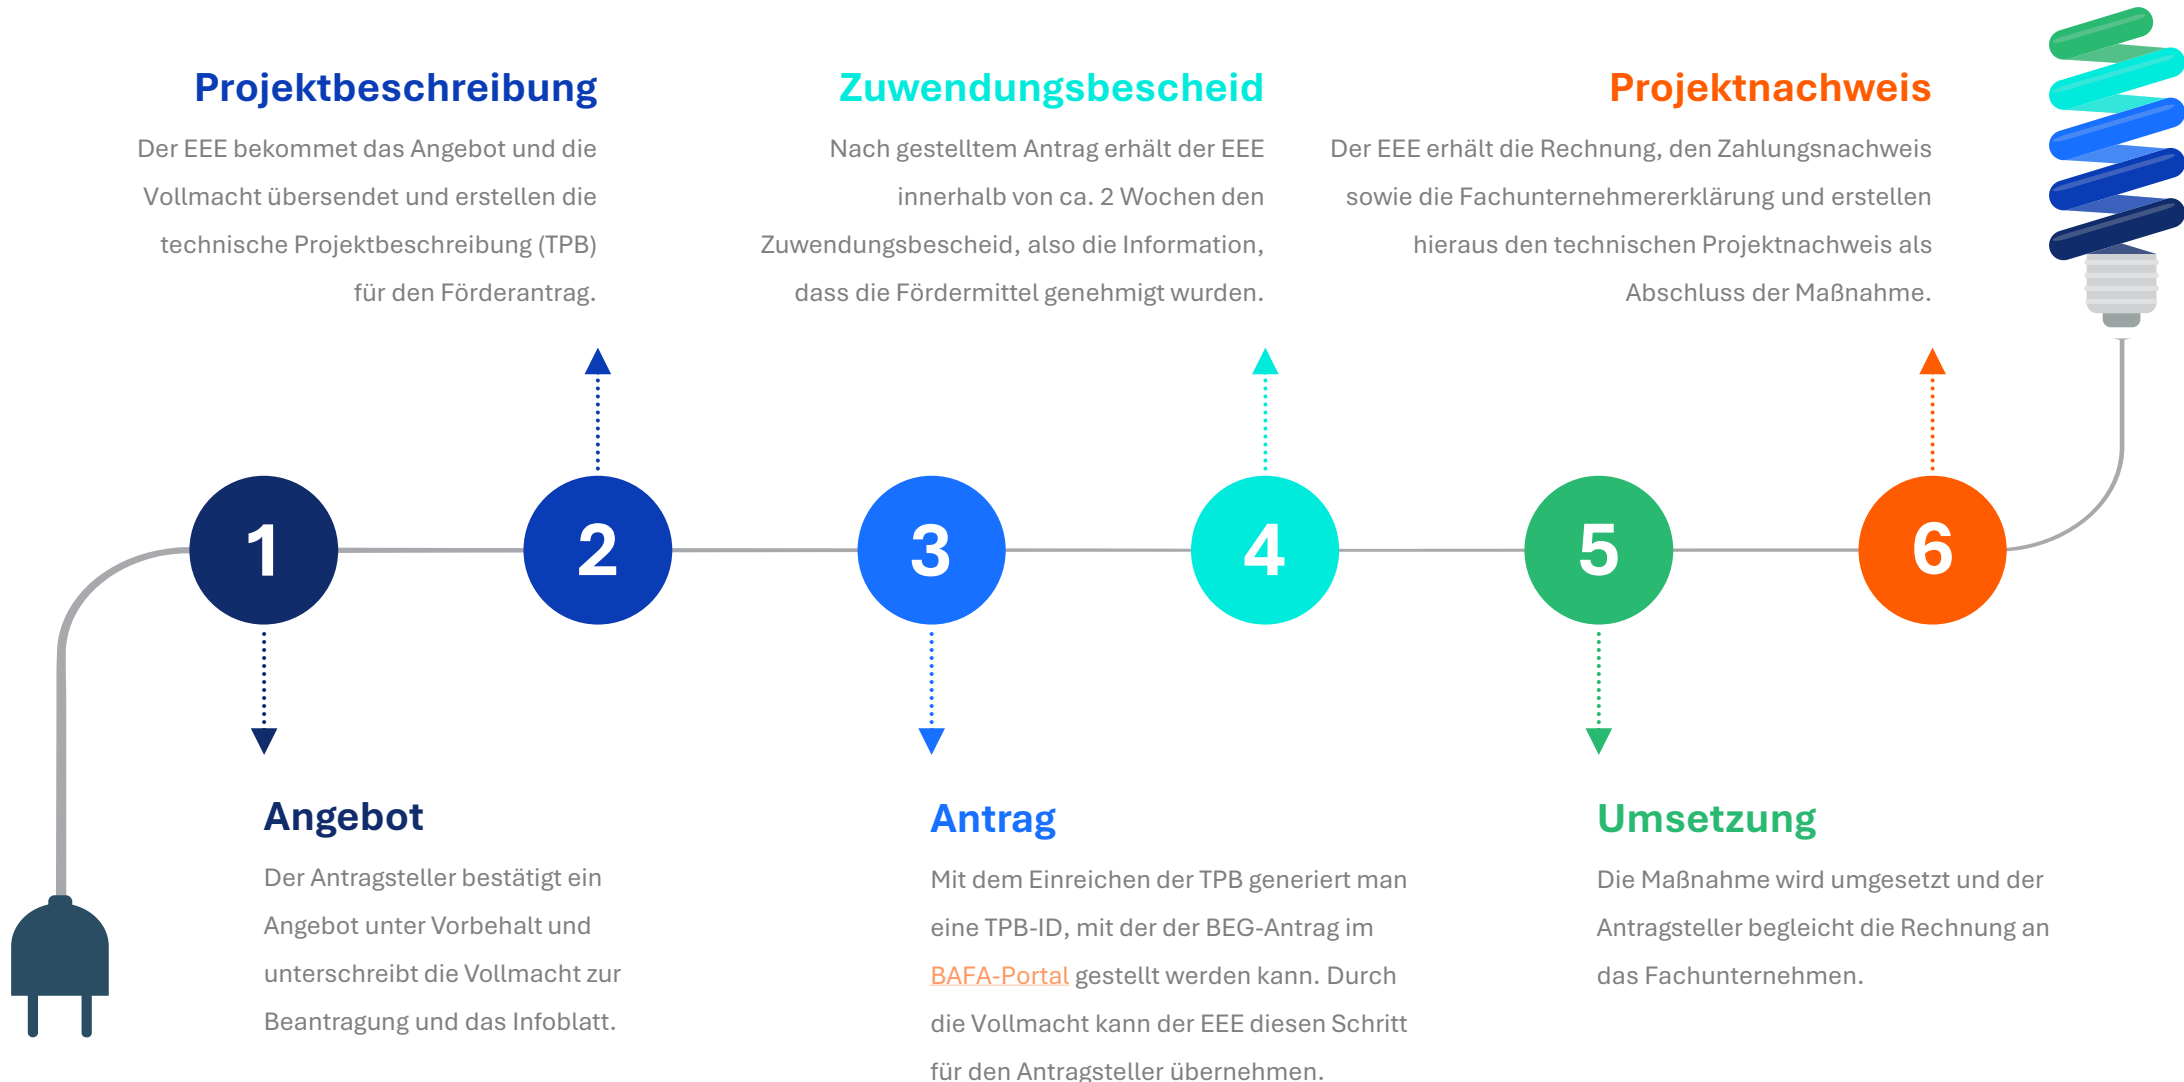 Projektbeschreibung
Der EEE bekommet das Angebot und die
Vollmacht übersendet und erstellen die
technische Projektbeschreibung (TPB)
für den Förderantrag.
Zuwendungsbescheid
Nach gestelltem Antrag erhält der EEE
innerhalb von ca. 2 Wochen den
Zuwendungsbescheid, also die Information,
dass die Fördermittel genehmigt wurden.
Projektnachweis
Der EEE erhält die Rechnung, den Zahlungsnachweis
sowie die Fachunternehmererklärung und erstellen
hieraus den technischen Projektnachweis als
Abschluss der Maßnahme.
1
2
3
4
5
6
Angebot
Der Antragsteller bestätigt ein
Angebot unter Vorbehalt und
unterschreibt die Vollmacht zur
Beantragung und das Infoblatt.
Antrag
Mit dem Einreichen der TPB generiert man
eine TPB-ID, mit der der BEG-Antrag im
BAFA-Portal gestellt werden kann. Durch
die Vollmacht kann der EEE diesen Schritt
für den Antragsteller übernehmen.
Umsetzung
Die Maßnahme wird umgesetzt und der
Antragsteller begleicht die Rechnung an
das Fachunternehmen.